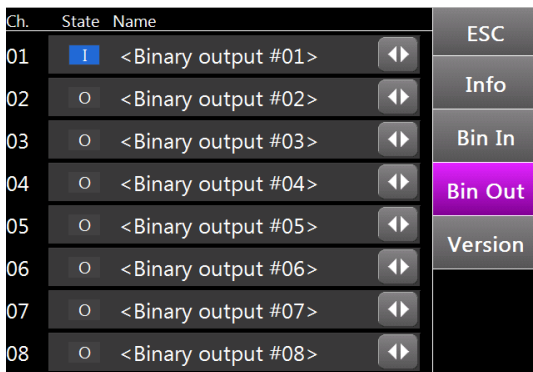 Ch. State Name
01 I <Binary output #01>
02 O <Binary output #02>
03 O <Binary output #03>
04 O <Binary output #04>
05 O <Binary output #05>
06 O <Binary output #06>
07 O <Binary output #07>
08 O <Binary output #08>
ESC
Info
Bin In
Bin Out
Version